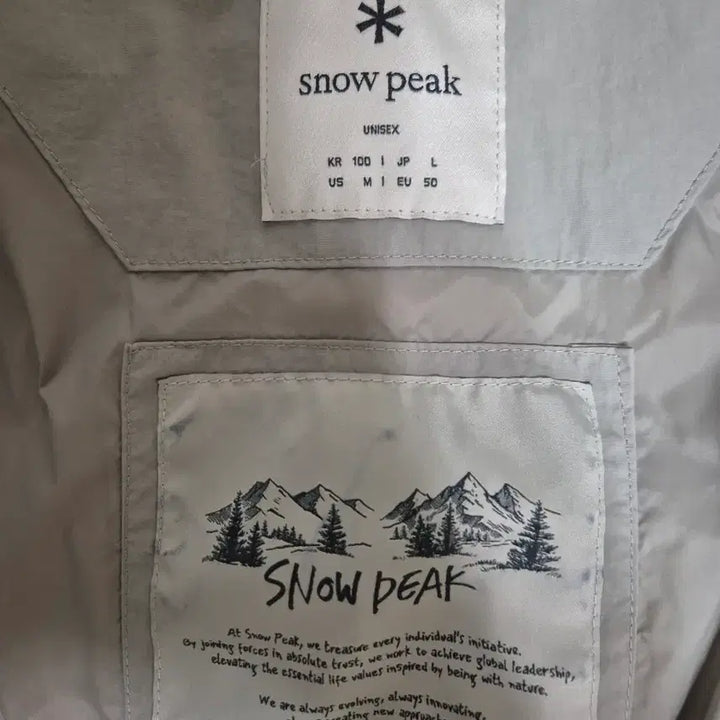 snow peak
UNISEX
KR 100 | JP L
US M | EU 50
SNOW PEAK
At Snow Peak, we treasure every individual's initiative.
By joining forces in absolute trust, we work to achieve global leadership,
elevating the essential life values inspired by being with nature.
We are always evolving, always innovating,
creating new